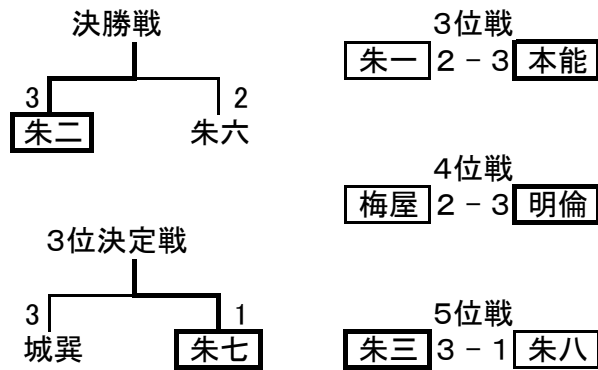 決勝戦
3 2
朱二 朱六
3位決定戦
3 1
城巽 朱七
3位戦
朱一 2 - 3 本能
4位戦
梅屋 2 - 3 明倫
5位戦
朱三 3 - 1 朱八